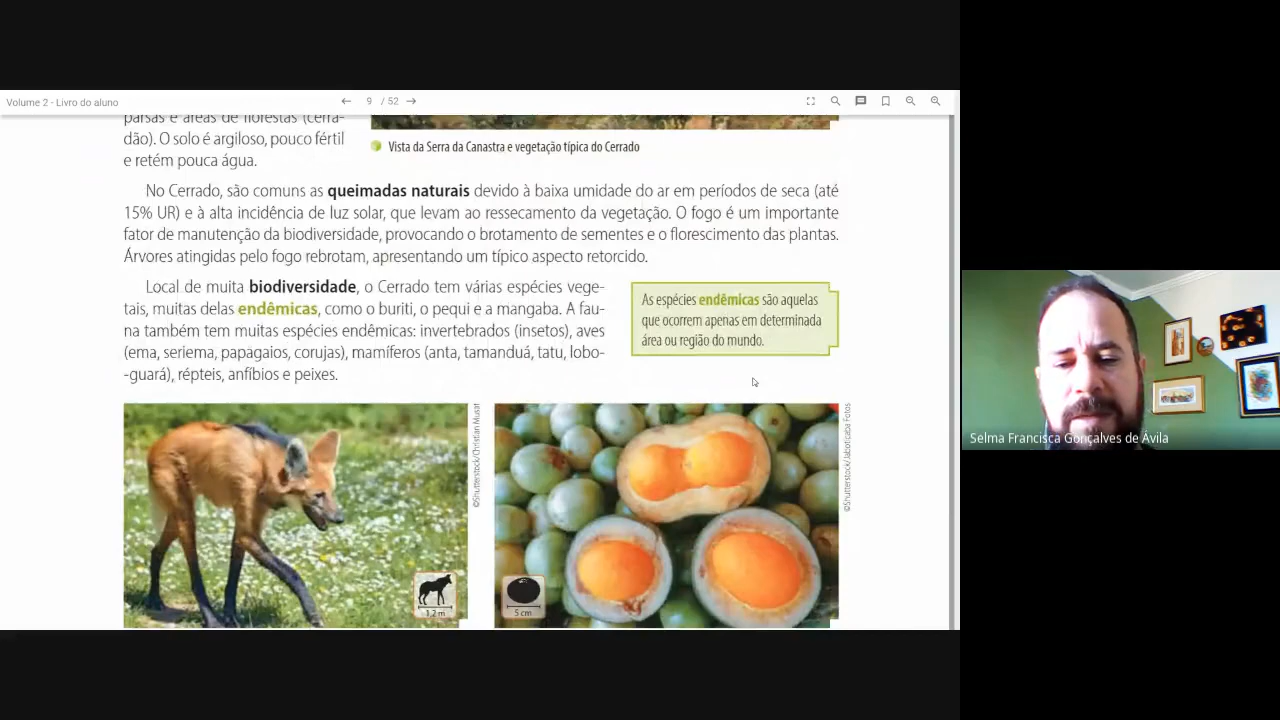 Volume 2 - Livro do aluno
9 / 52
parsas e áreas de florestas (cerra-
dão). O solo é argiloso, pouco fértil
e retém pouca água.
Vista da Serra da Canastra e vegetação típica do Cerrado
No Cerrado, são comuns as queimadas naturais devido à baixa umidade do ar em períodos de seca (até
15% UR) e à alta incidência de luz solar, que levam ao ressecamento da vegetação. O fogo é um importante
fator de manutenção da biodiversidade, provocando o brotamento de sementes e o florescimento das plantas.
Árvores atingidas pelo fogo rebrotam, apresentando um típico aspecto retorcido.
Local de muita biodiversidade, o Cerrado tem várias espécies vege-
tais, muitas delas endêmicas, como o buriti, o pequi e a mangaba. A fau-
na também tem muitas espécies endêmicas: invertebrados (insetos), aves
(ema, seriema, papagaios, corujas), mamíferos (anta, tamanduá, tatu, lobo-
-guará), répteis, anfíbios e peixes.
As espécies endêmicas são aquelas
que ocorrem apenas em determinada
área ou região do mundo.
©Shutterstock/Christian Musat
1,2 m
©Shutterstock/Jaboticaba Fotos
5 cm
Selma Francisca Gonçalves de Ávila